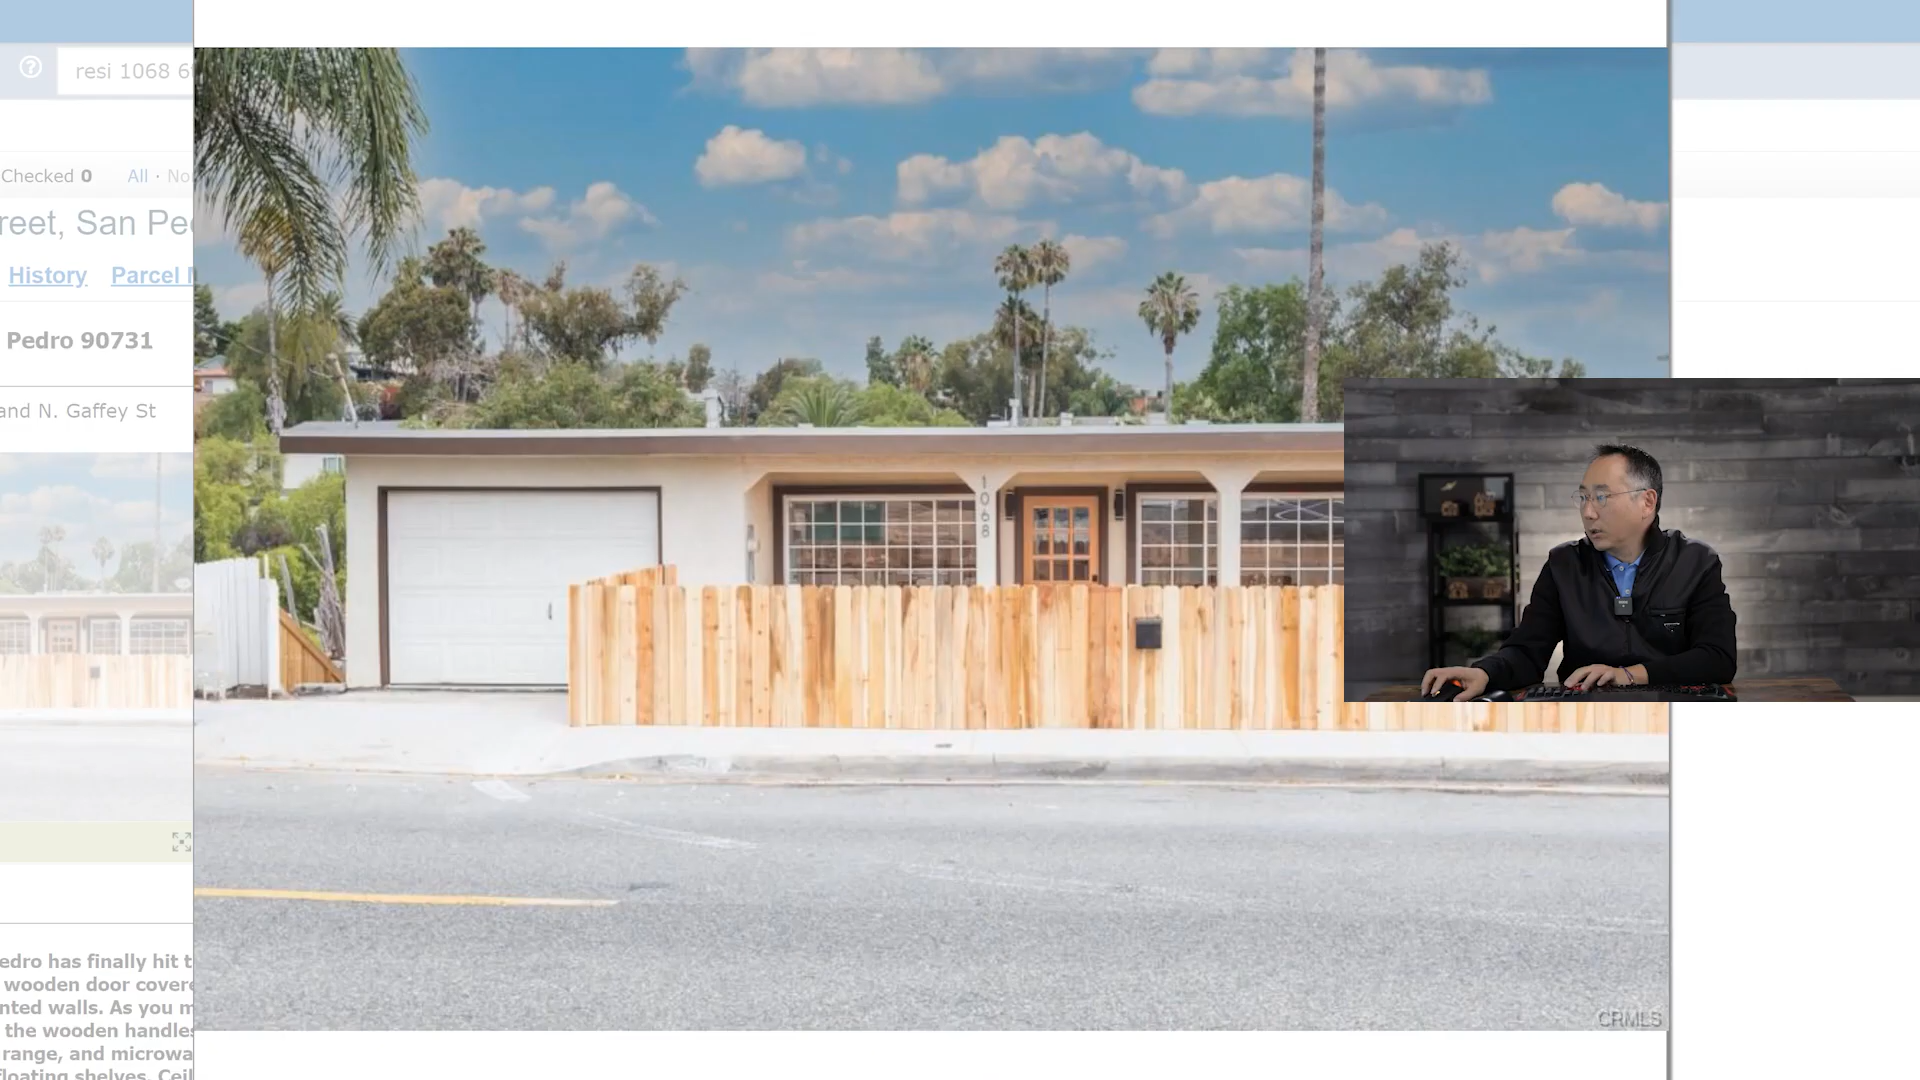 resi 1068 6
Checked 0 All · No
reet, San Pe
History Parcel
Pedro 90731
and N. Gaffey St
1068
edro has finally hit t
wooden door cover
nted walls. As you m
the wooden handles
range, and microwa
floating shelves. Ceil
CRMLS